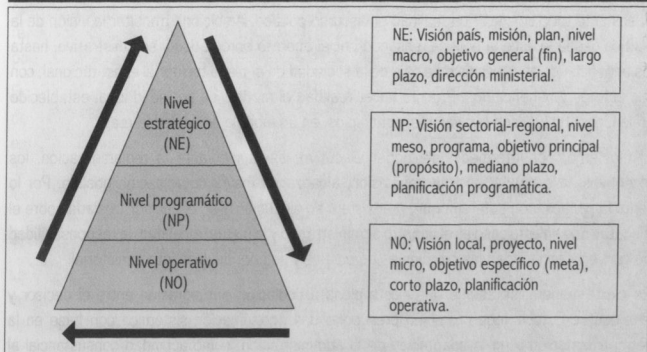 Nivel
estratégico
(NE)
Nivel programático
(NP)
Nivel operativo
(NO)
NE: Visión país, misión, plan, nivel
macro, objetivo general (fin), largo
plazo, dirección ministerial.
NP: Visión sectorial-regional, nivel
meso, programa, objetivo principal
(propósito), mediano plazo,
planificación programática.
NO: Visión local, proyecto, nivel
micro, objetivo específico (meta),
corto plazo, planificación
operativa.